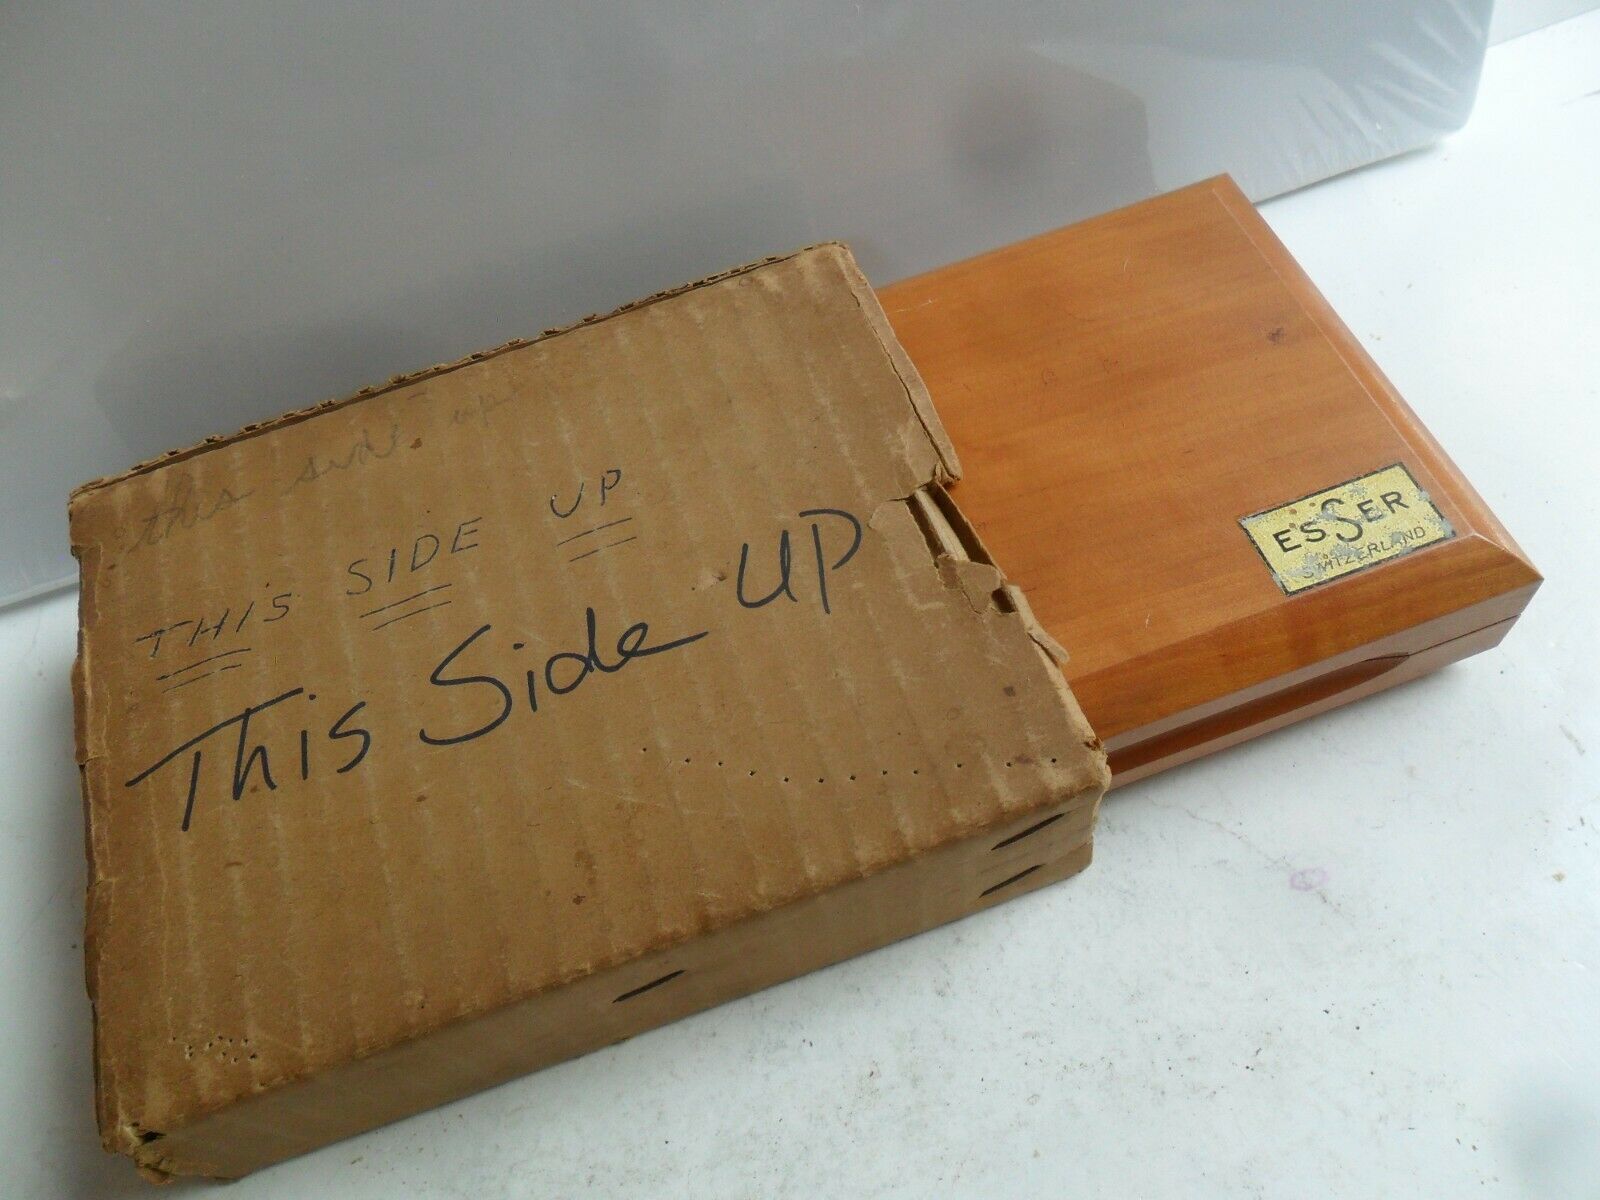 this side up
THIS SIDE UP
This Side UP
ESSER
SWITZERLAND